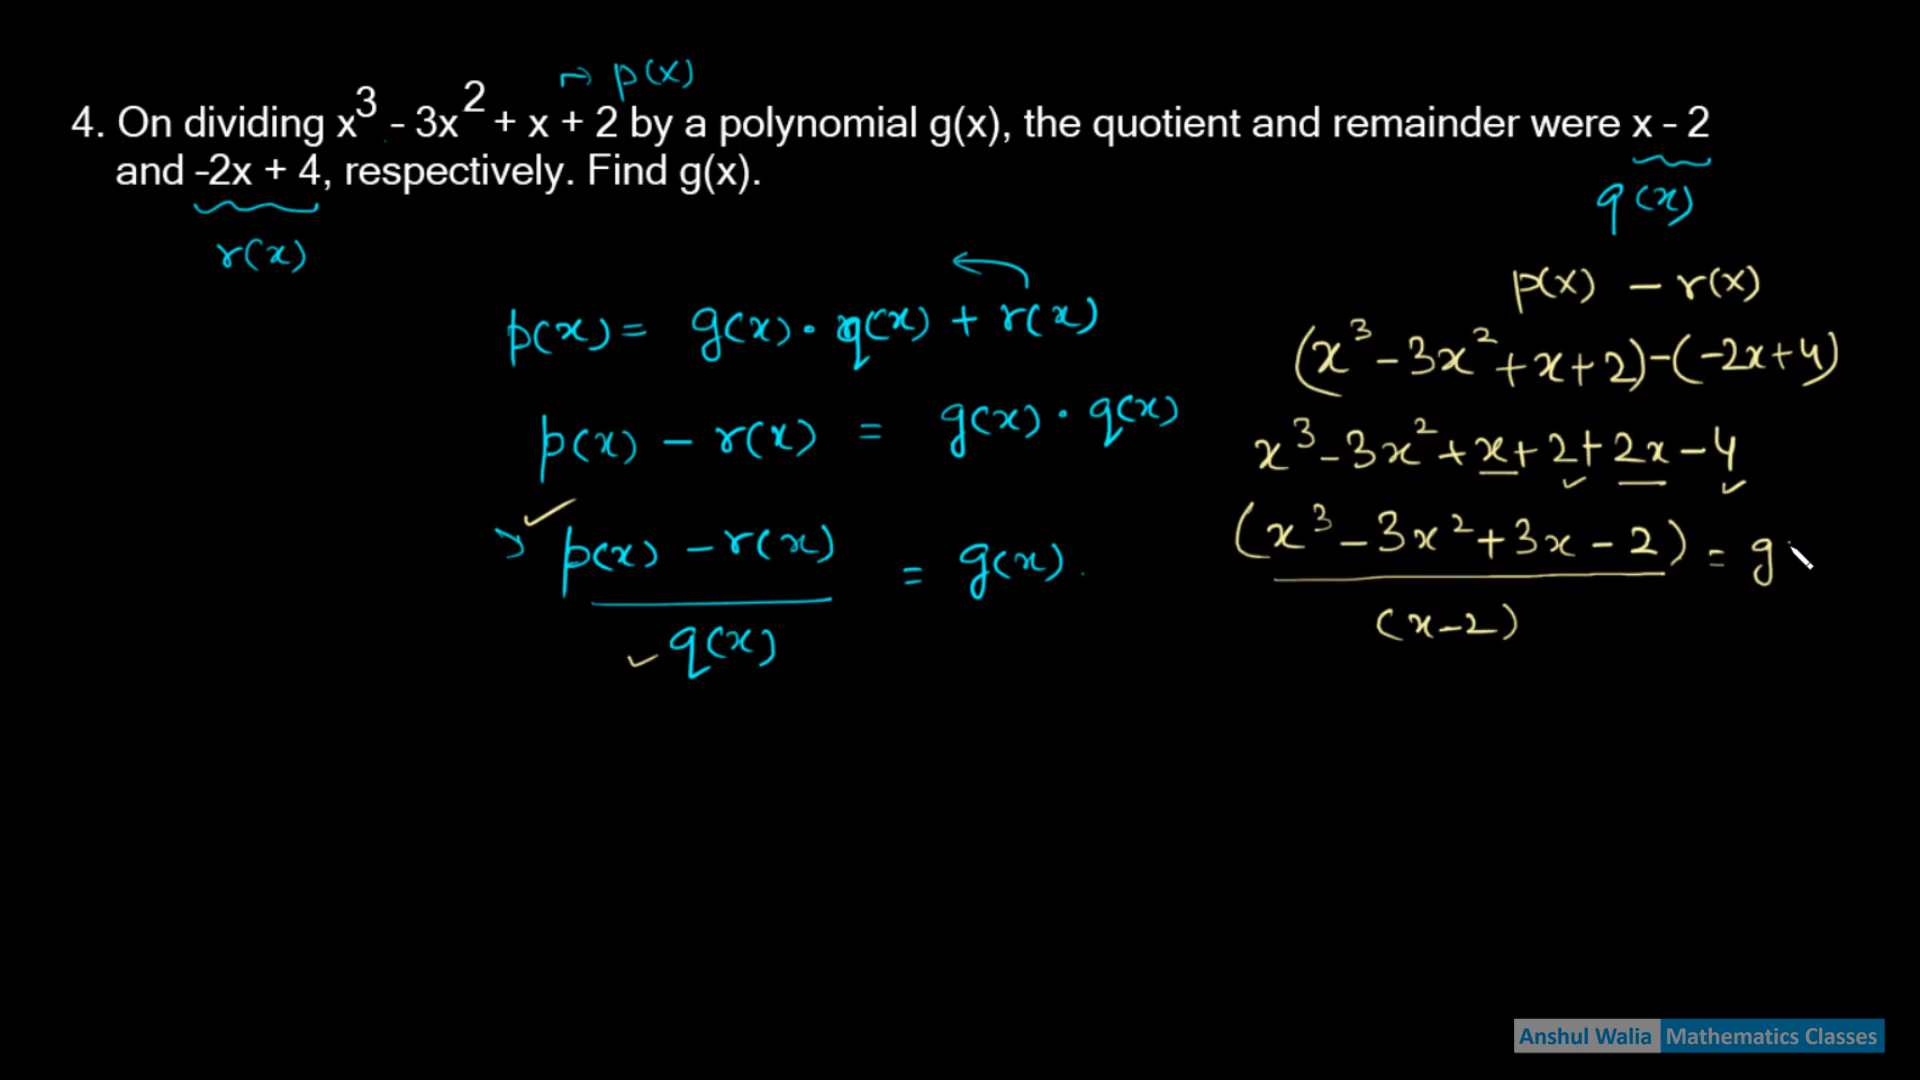 → p(x)
4. On dividing x³ - 3x² + x + 2 by a polynomial g(x), the quotient and remainder were x - 2
and -2x + 4, respectively. Find g(x).
q(x)
r(x)
p(x) = g(x) · q(x) + r(x)
p(x) - r(x) = g(x) · q(x)
p(x) - r(x) / q(x) = g(x).
p(x) - r(x)
(x³ - 3x² + x + 2) - (-2x + 4)
x³ - 3x² + x + 2 + 2x - 4
(x³ - 3x² + 3x - 2) / (x - 2) = g
Anshul Walia Mathematics Classes